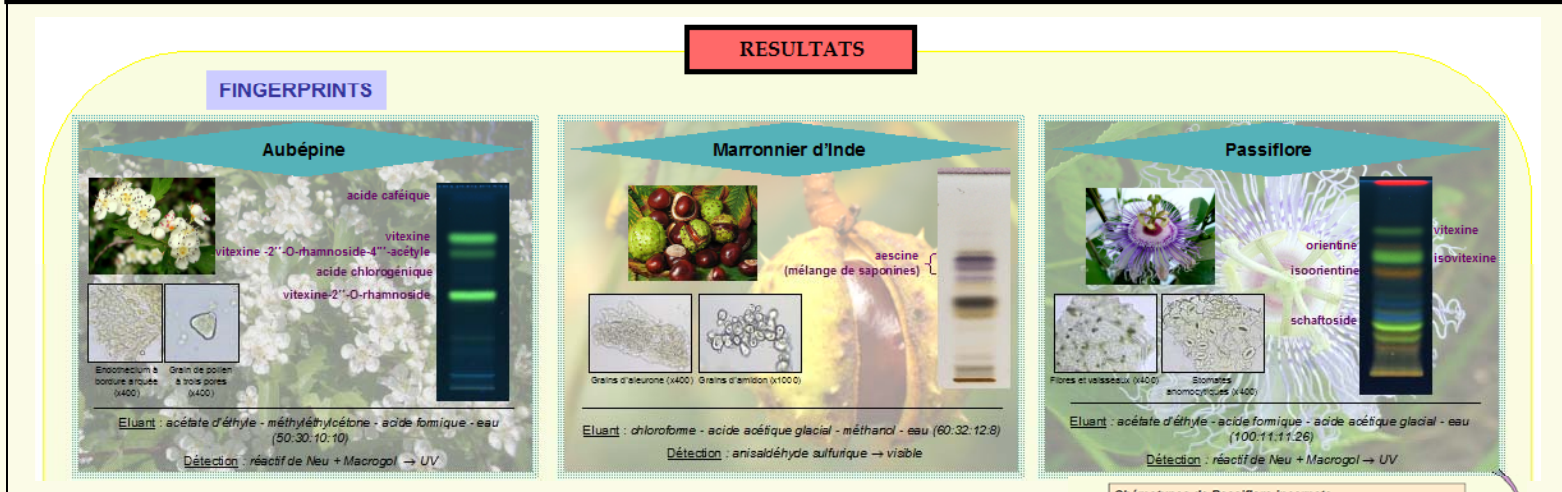 RESULTATS
FINGERPRINTS
Aubépine
acide caféique
vitexine
vitexine -2''-O-rhamnoside-4'''-acétyle
acide chlorogénique
vitexine-2''-O-rhamnoside
Endothecium à
bordure arquée
(x400)
Grain de pollen
à trois pores
(x400)
Eluant : acétate d'éthyle - méthyléthylcétone - acide formique - eau
(50:30:10:10)
Détection : réactif de Neu + Macrogol → UV
Marronnier d'Inde
aescine
(mélange de saponines)
Grains d'aleurone (x400)
Grains d'amidon (x1000)
Eluant : chloroforme - acide acétique glacial - méthanol - eau (60:32:12:8)
Détection : anisaldéhyde sulfurique → visible
Passiflore
vitexine
orientine
isovitexine
isoorientine
schaftoside
Fibres et vaisseaux (x400)
Stomates
anomocytiques (x400)
Eluant : acétate d'éthyle - acide formique - acide acétique glacial - eau
(100:11:11:26)
Détection : réactif de Neu + Macrogol → UV